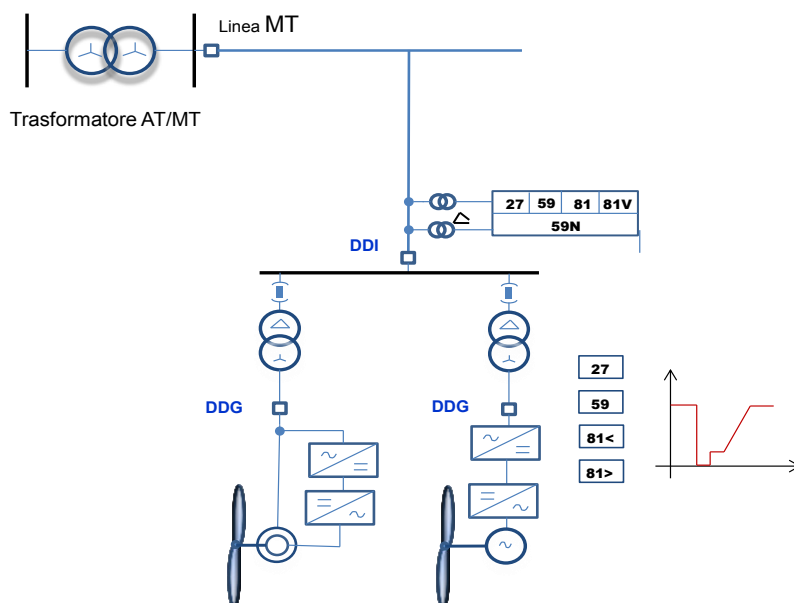 Linea MT
Trasformatore AT/MT
27 59 81 81V
59N
DDI
DDG
DDG
27
59
81<
81>